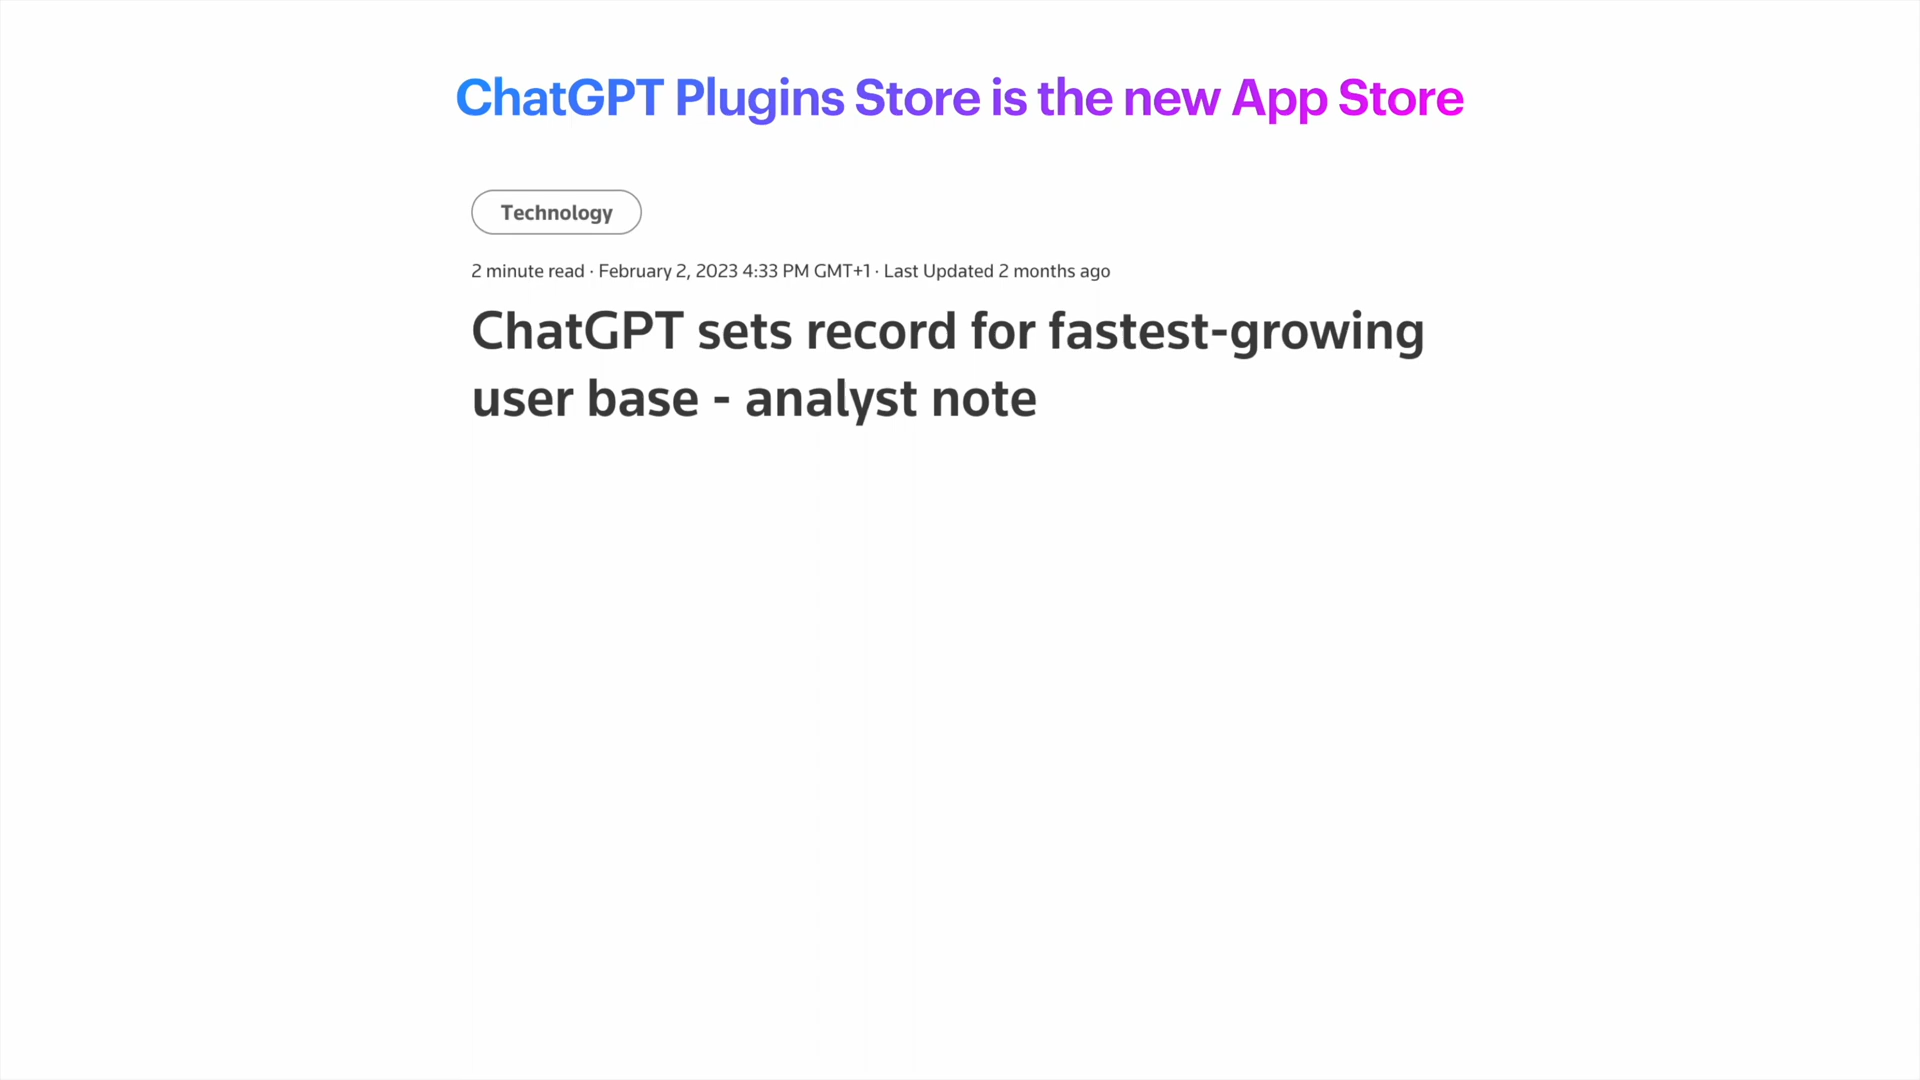 ChatGPT Plugins Store is the new App Store
Technology
2 minute read · February 2, 2023 4:33 PM GMT+1 · Last Updated 2 months ago
ChatGPT sets record for fastest-growing
user base - analyst note